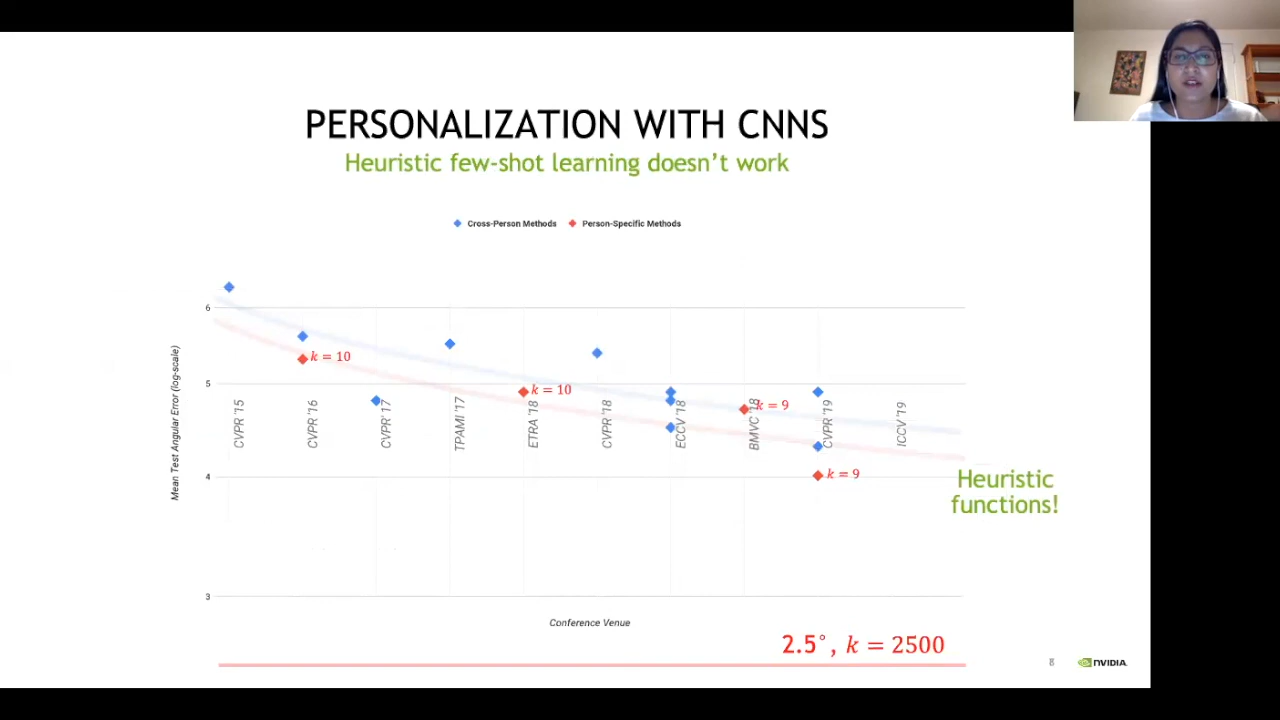 PERSONALIZATION WITH CNNS
Heuristic few-shot learning doesn't work
Cross-Person Methods
Person-Specific Methods
Mean Test Angular Error (log-scale)
6
5
4
3
k = 10
k = 10
k = 9
k = 9
CVPR '15
CVPR '16
CVPR '17
TPAMI '17
ETRA '18
CVPR '18
ECCV '18
BMVC '18
CVPR '19
ICCV '19
Heuristic
functions!
Conference Venue
2.5°, k = 2500
8
NVIDIA.